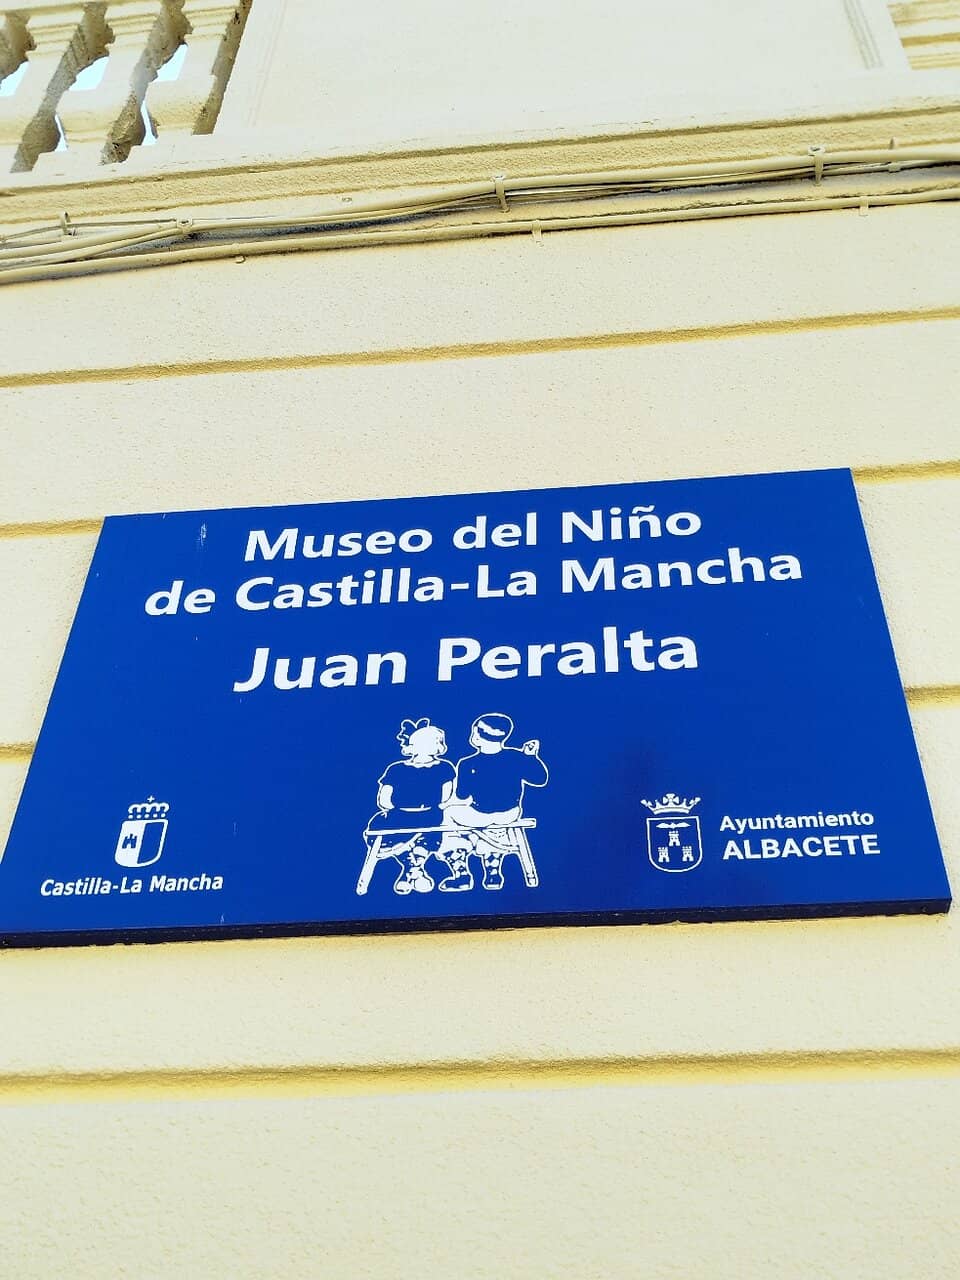 Museo del Niño
de Castilla-La Mancha
Juan Peralta
Castilla-La Mancha
Ayuntamiento
ALBACETE